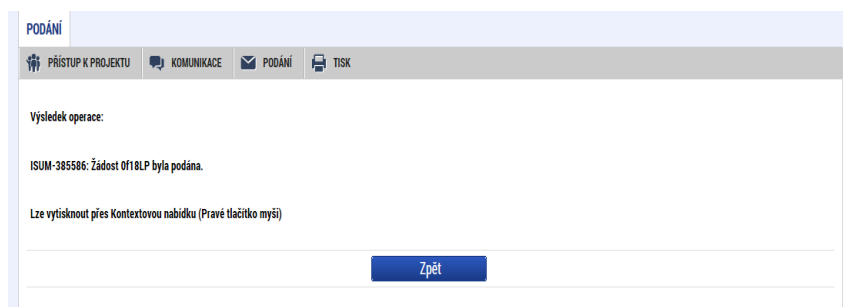 PODÁNÍ
PŘÍSTUP K PROJEKTU KOMUNIKACE PODÁNÍ TISK
Výsledek operace:
ISUM-385586: Žádost 0f18LP byla podána.
Lze vytisknout přes Kontextovou nabídku (Pravé tlačítko myši)
Zpět